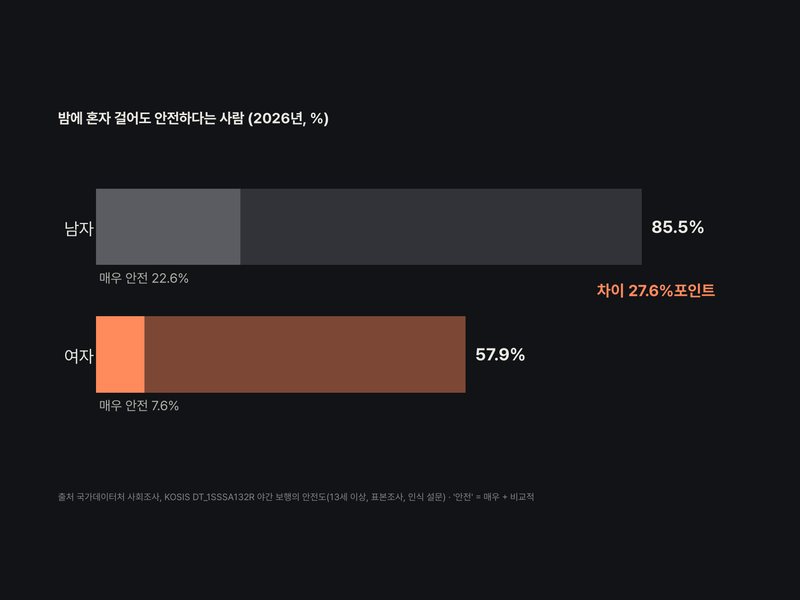 밤에 혼자 걸어도 안전하다는 사람 (2026년, %)
남자
85.5%
매우 안전 22.6%
차이 27.6%포인트
여자
57.9%
매우 안전 7.6%
출처 국가데이터처 사회조사, KOSIS DT_1SSSA132R 야간 보행의 안전도(13세 이상, 표본조사, 인식 설문) · '안전' = 매우 + 비교적